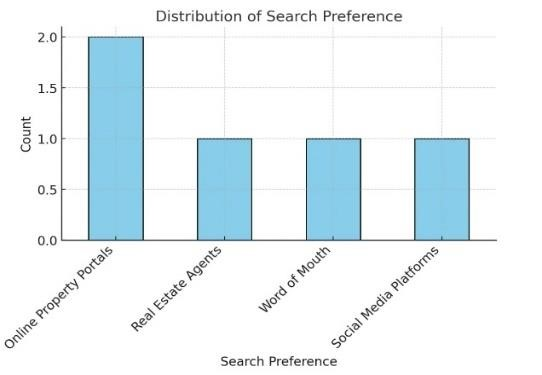 Distribution of Search Preference
2.0
1.5
1.0
0.5
0.0
Count
Online Property Portals
Real Estate Agents
Word of Mouth
Social Media Platforms
Search Preference